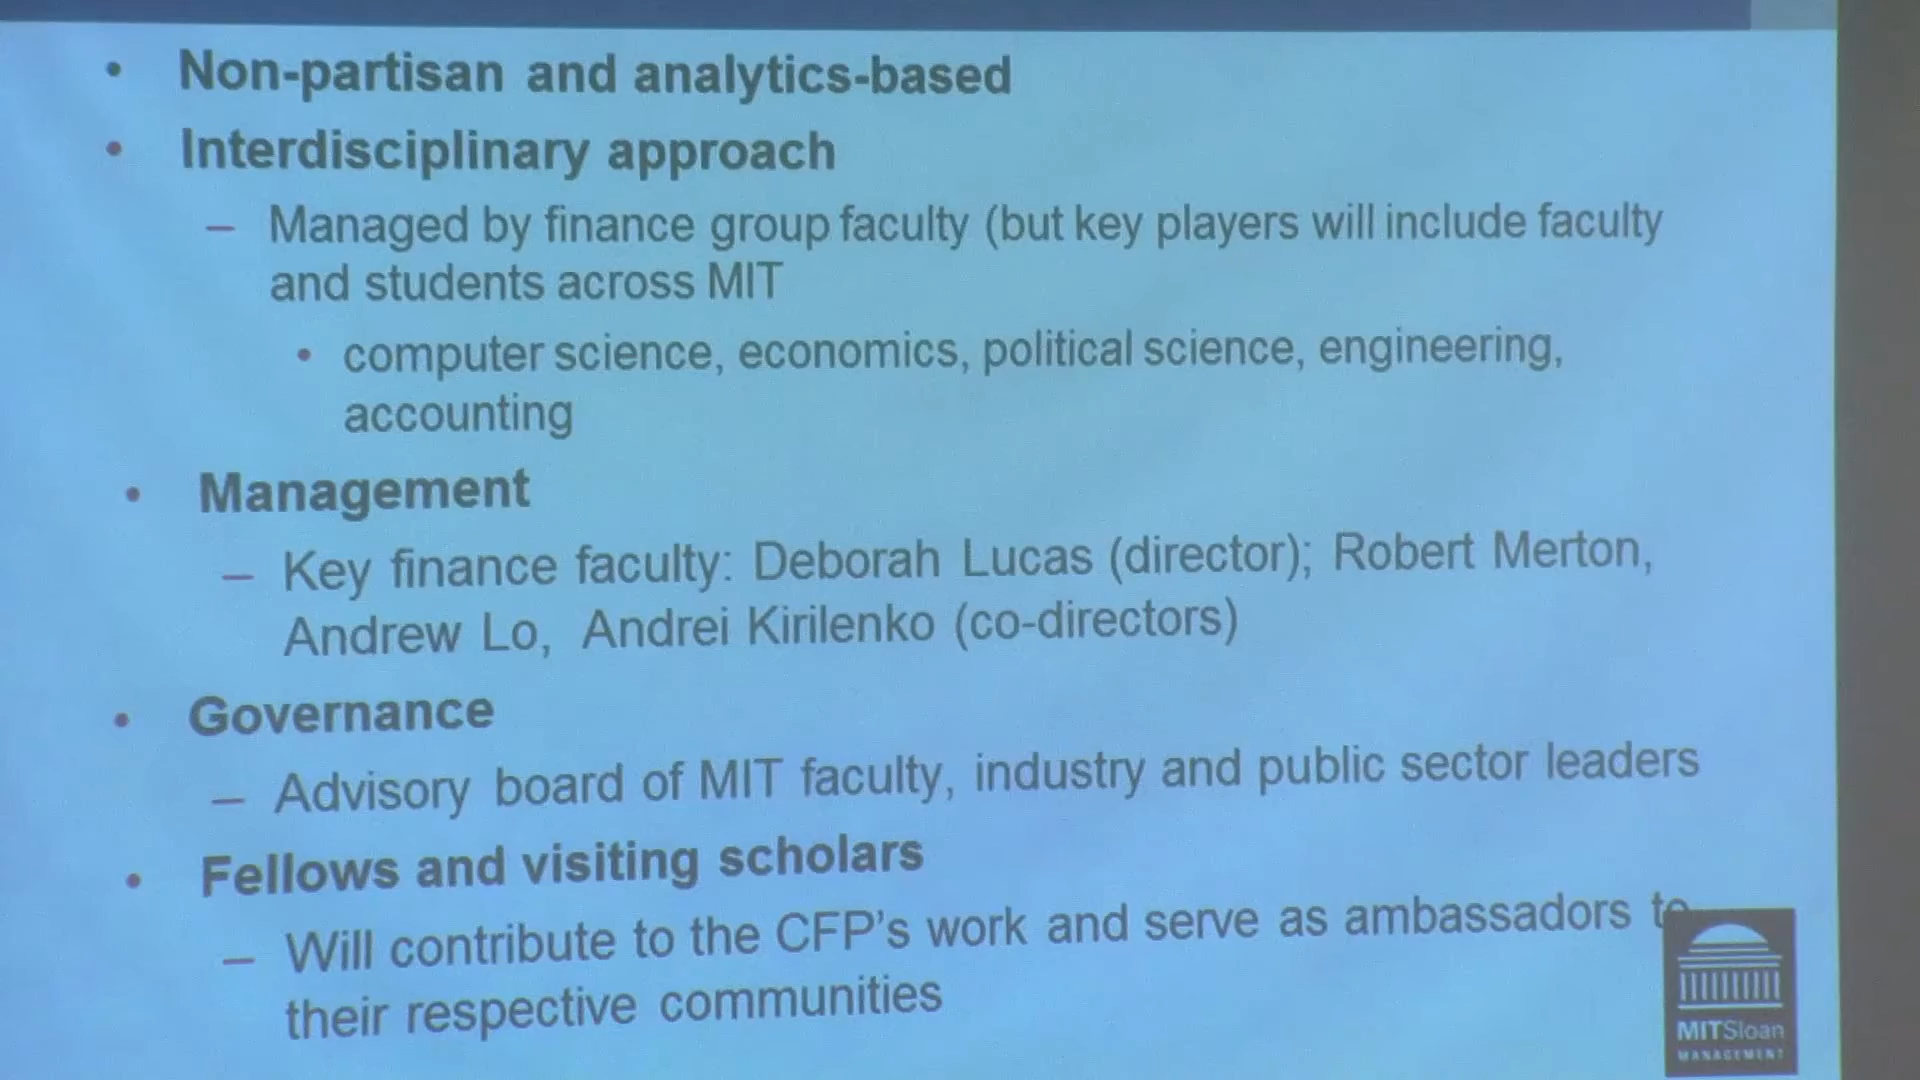 • Non-partisan and analytics-based
• Interdisciplinary approach
– Managed by finance group faculty (but key players will include faculty
and students across MIT
• computer science, economics, political science, engineering,
accounting
• Management
– Key finance faculty: Deborah Lucas (director); Robert Merton,
Andrew Lo, Andrei Kirilenko (co-directors)
• Governance
– Advisory board of MIT faculty, industry and public sector leaders
• Fellows and visiting scholars
– Will contribute to the CFP's work and serve as ambassadors to
their respective communities
MITSloan
MANAGEMENT